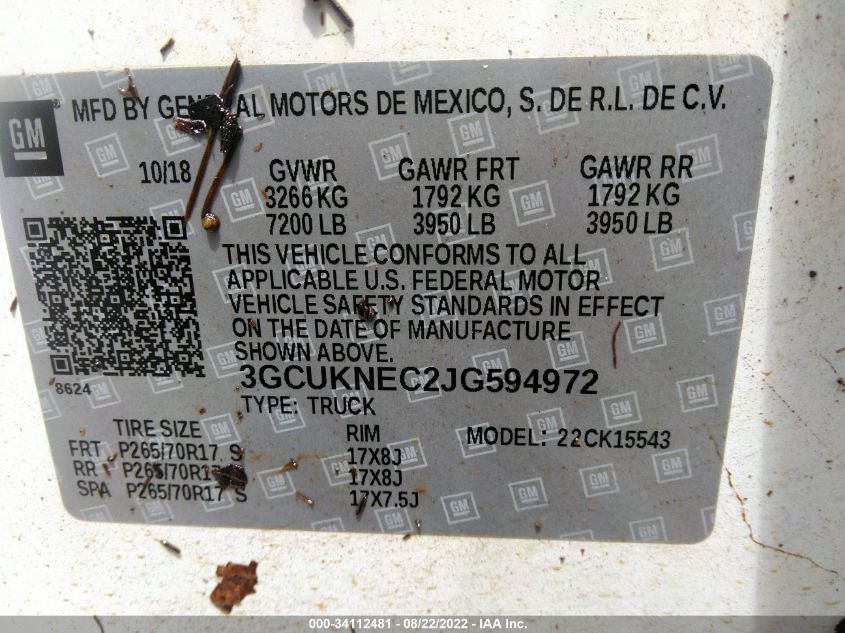 MFD BY GENERAL MOTORS DE MEXICO, S. DE R.L. DE C.V.
GM
10/18 GVWR GAWR FRT GAWR RR
3266 KG 1792 KG 1792 KG
7200 LB 3950 LB 3950 LB
THIS VEHICLE CONFORMS TO ALL
APPLICABLE U.S. FEDERAL MOTOR
VEHICLE SAFETY STANDARDS IN EFFECT
ON THE DATE OF MANUFACTURE
SHOWN ABOVE.
8624
3GCUKNEC2JG594972
TYPE: TRUCK
TIRE SIZE RIM MODEL: 22CK15543
FRT P265/70R17 S 17X8J
RR P265/70R17 17X8J
SPA P265/70R17 S 17X7.5J
000-34112481 - 08/22/2022 - IAA Inc.